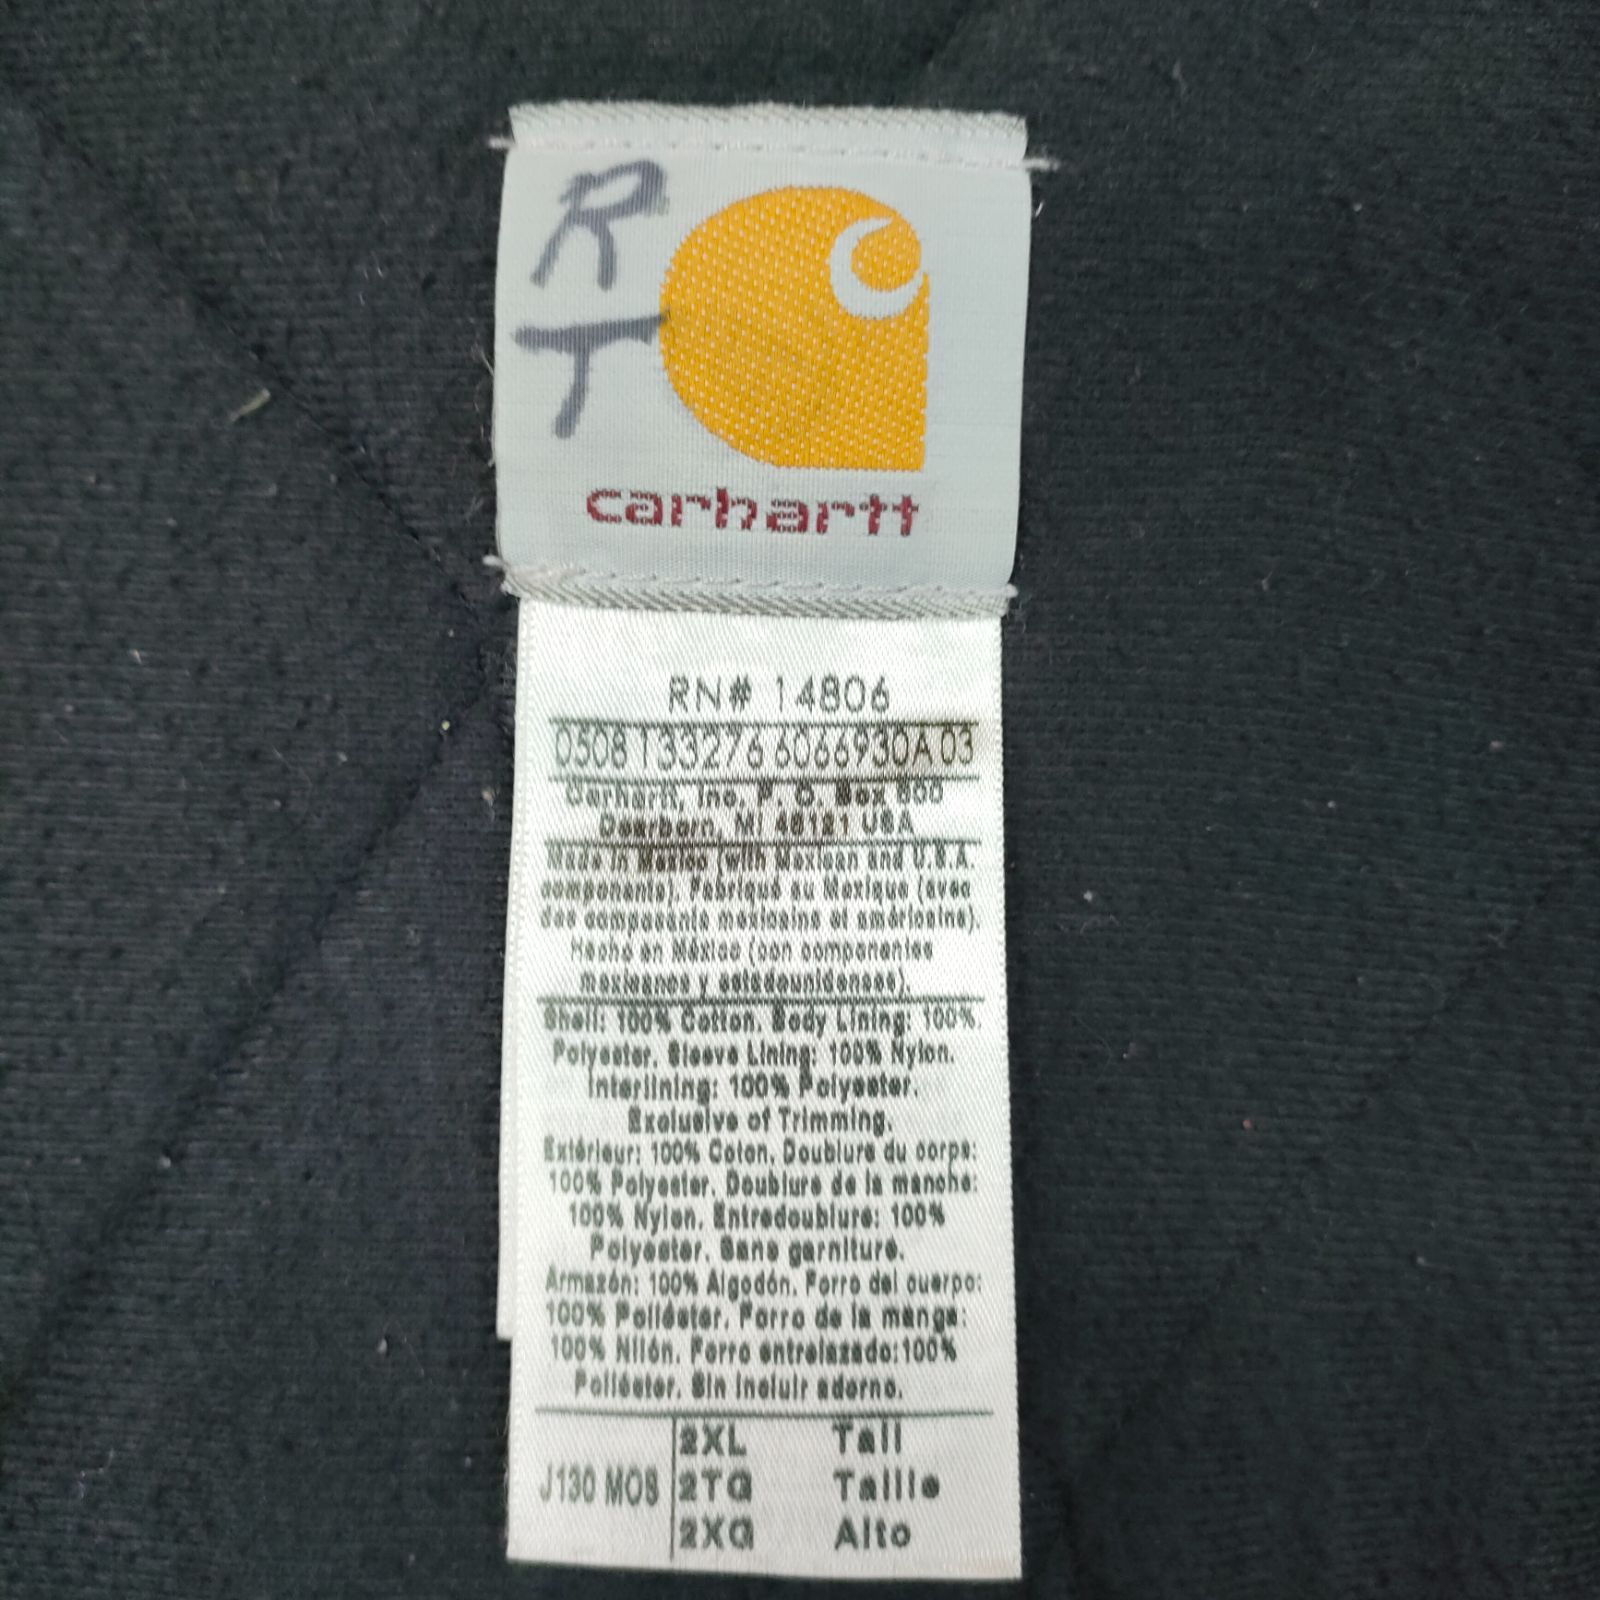 R
T
carhartt
RN# 14806
0508 133276 6066930A 03
Carhartt, Inc. P. O. Box 600
Dearborn, MI 48121 USA
Made in Mexico (with Mexican and U.S.A.
components). Fabriqué au Mexique (avec
des composants mexicains et américains).
Hecho en México (con componentes
mexicanos y estadounidenses).
Shell: 100% Cotton. Body Lining: 100%
Polyester. Sleeve Lining: 100% Nylon.
Interlining: 100% Polyester.
Exclusive of Trimming.
Extérieur: 100% Coton. Doublure du corps:
100% Polyester. Doublure de la manche:
100% Nylon. Entredoublure: 100%
Polyester. Sans garniture.
Armazón: 100% Algodón. Forro del cuerpo:
100% Poliéster. Forro de la manga:
100% Nilón. Forro entrelazado:100%
Poliéster. Sin incluir adorno.
J130 MOS
2XL Tall
2TG Taille
2XG Alto